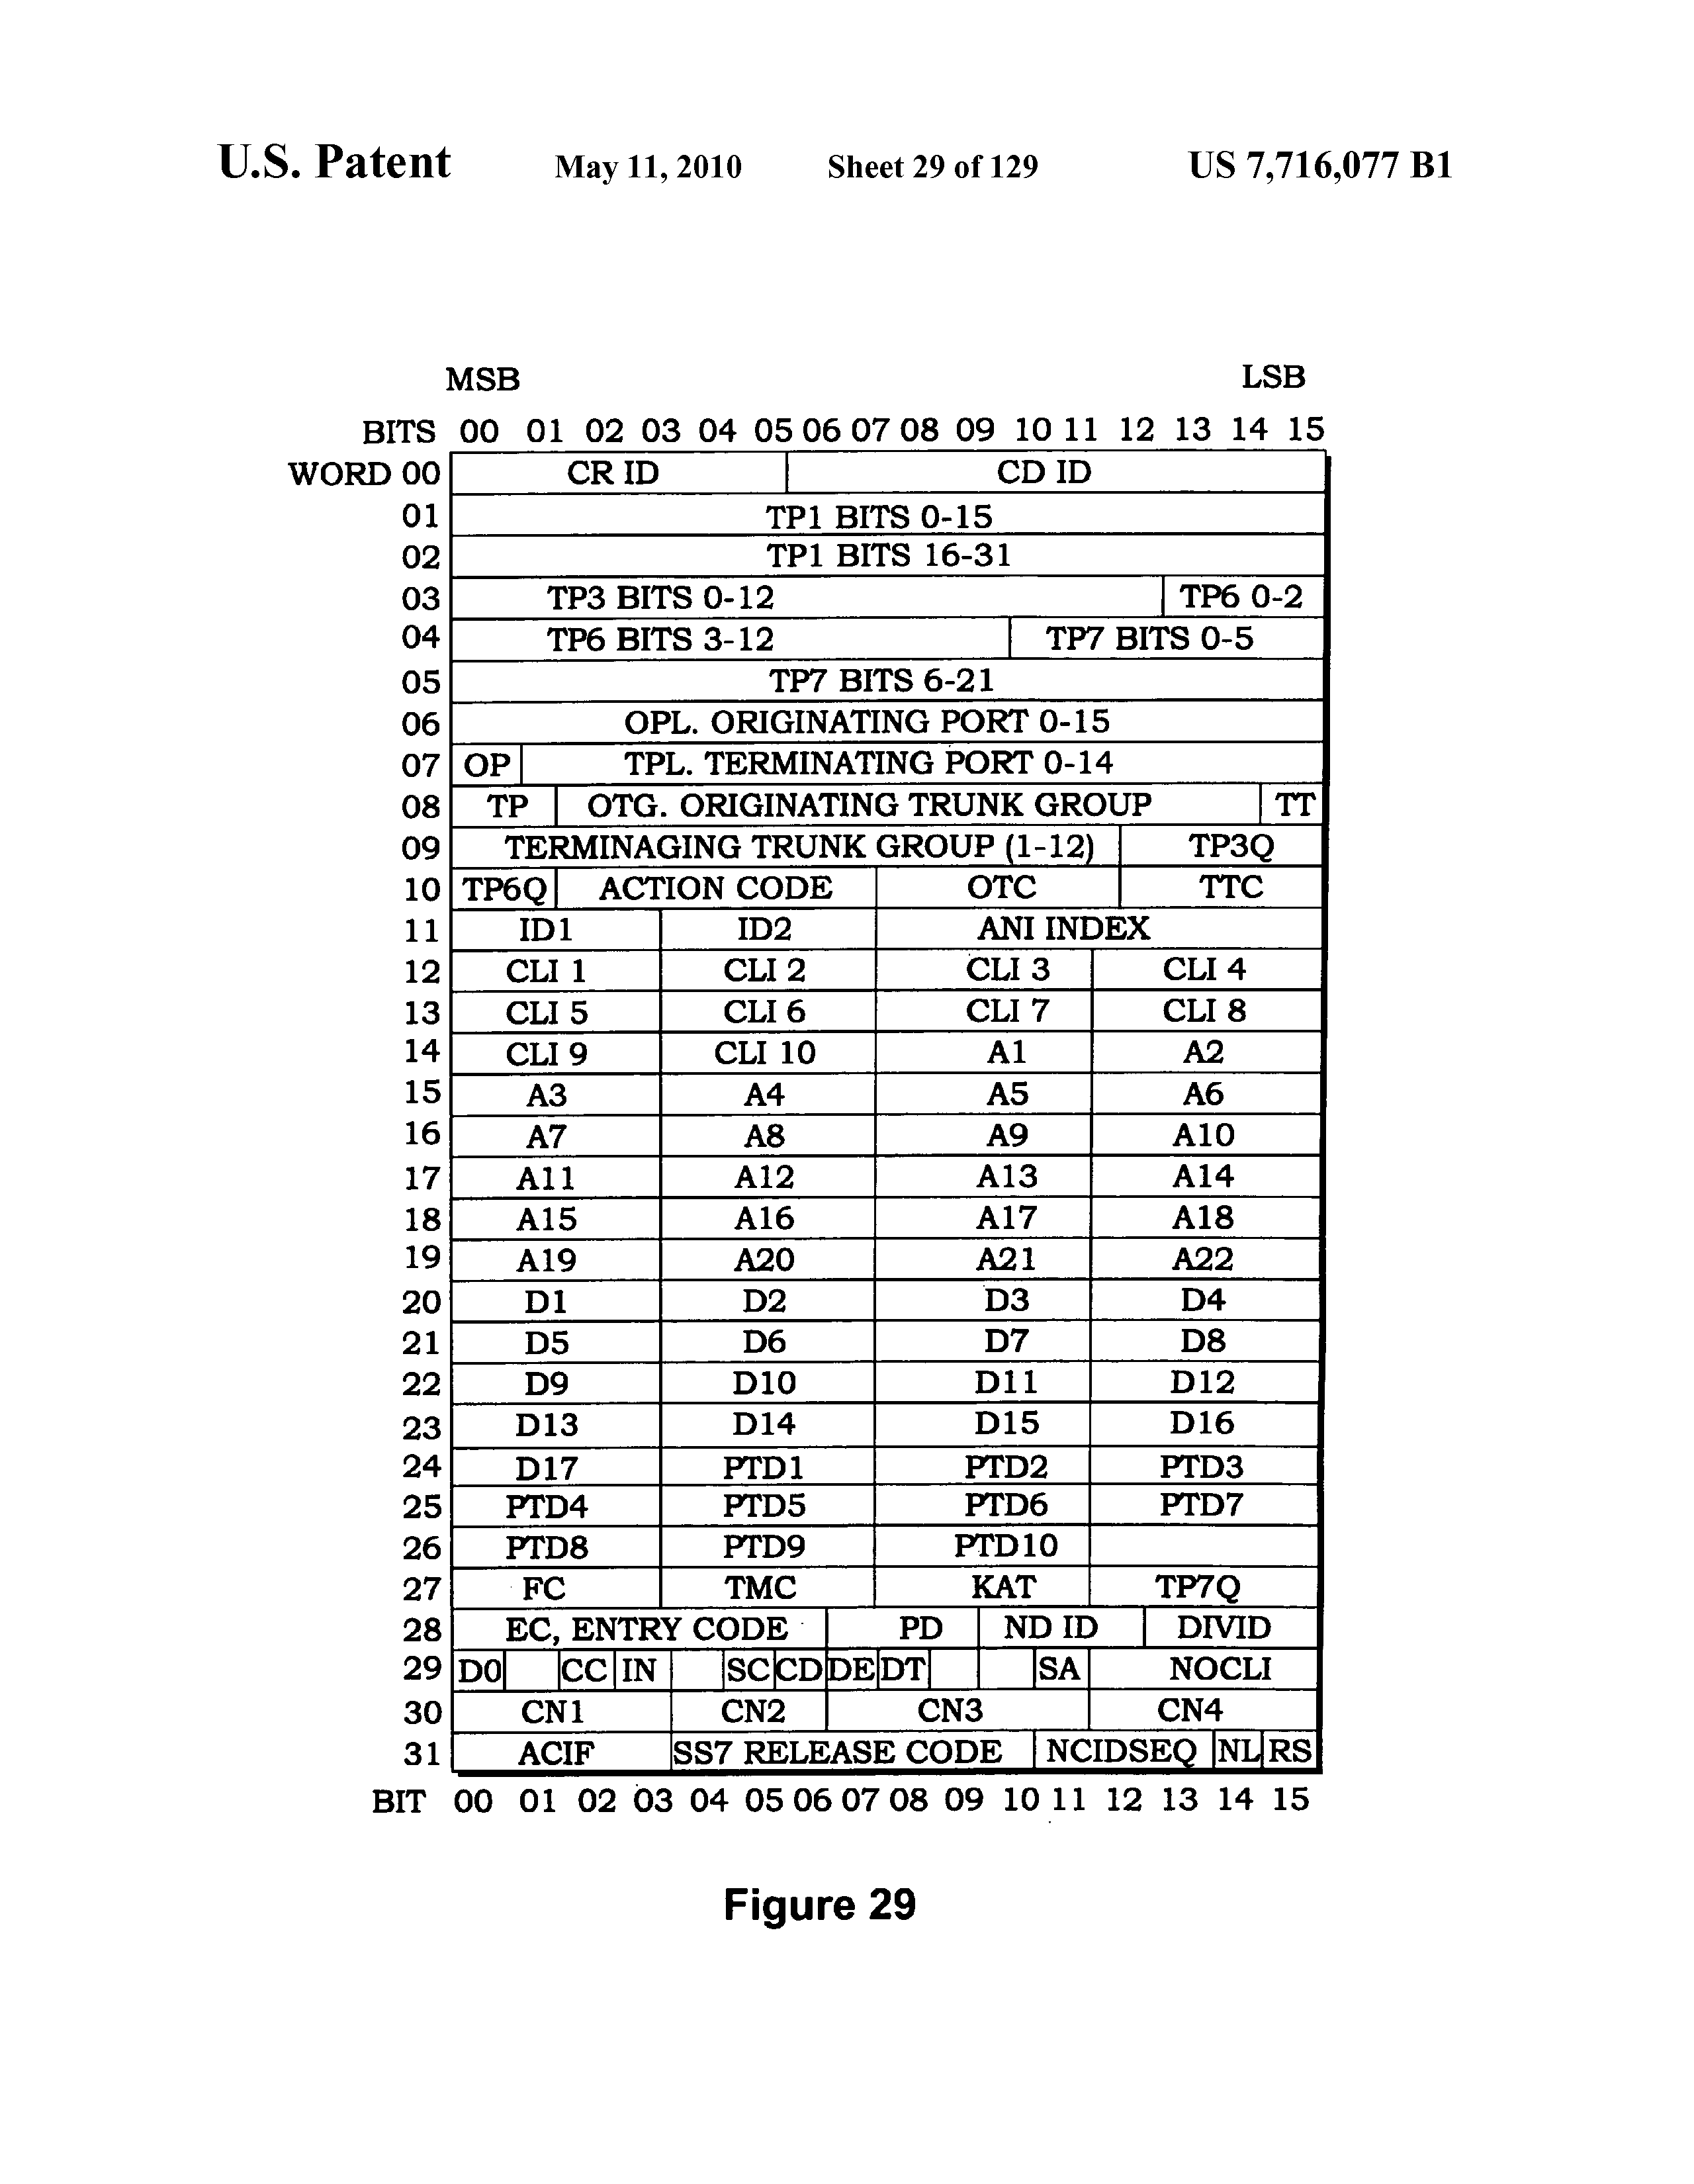 U.S. Patent May 11, 2010 Sheet 29 of 129 US 7,716,077 B1
MSB LSB
BITS 00 01 02 03 04 05 06 07 08 09 10 11 12 13 14 15
WORD 00 CR ID CD ID
01 TP1 BITS 0-15
02 TP1 BITS 16-31
03 TP3 BITS 0-12 TP6 0-2
04 TP6 BITS 3-12 TP7 BITS 0-5
05 TP7 BITS 6-21
06 OPL. ORIGINATING PORT 0-15
07 OP TPL. TERMINATING PORT 0-14
08 TP OTG. ORIGINATING TRUNK GROUP TT
09 TERMINAGING TRUNK GROUP (1-12) TP3Q
10 TP6Q ACTION CODE OTC TTC
11 ID1 ID2 ANI INDEX
12 CLI 1 CLI 2 CLI 3 CLI 4
13 CLI 5 CLI 6 CLI 7 CLI 8
14 CLI 9 CLI 10 A1 A2
15 A3 A4 A5 A6
16 A7 A8 A9 A10
17 A11 A12 A13 A14
18 A15 A16 A17 A18
19 A19 A20 A21 A22
20 D1 D2 D3 D4
21 D5 D6 D7 D8
22 D9 D10 D11 D12
23 D13 D14 D15 D16
24 D17 PTD1 PTD2 PTD3
25 PTD4 PTD5 PTD6 PTD7
26 PTD8 PTD9 PTD10
27 FC TMC KAT TP7Q
28 EC, ENTRY CODE PD ND ID DIVID
29 DO CC IN SC CD DE DT SA NOCLI
30 CN1 CN2 CN3 CN4
31 ACIF SS7 RELEASE CODE NCIDSEQ NL RS
BIT 00 01 02 03 04 05 06 07 08 09 10 11 12 13 14 15
Figure 29